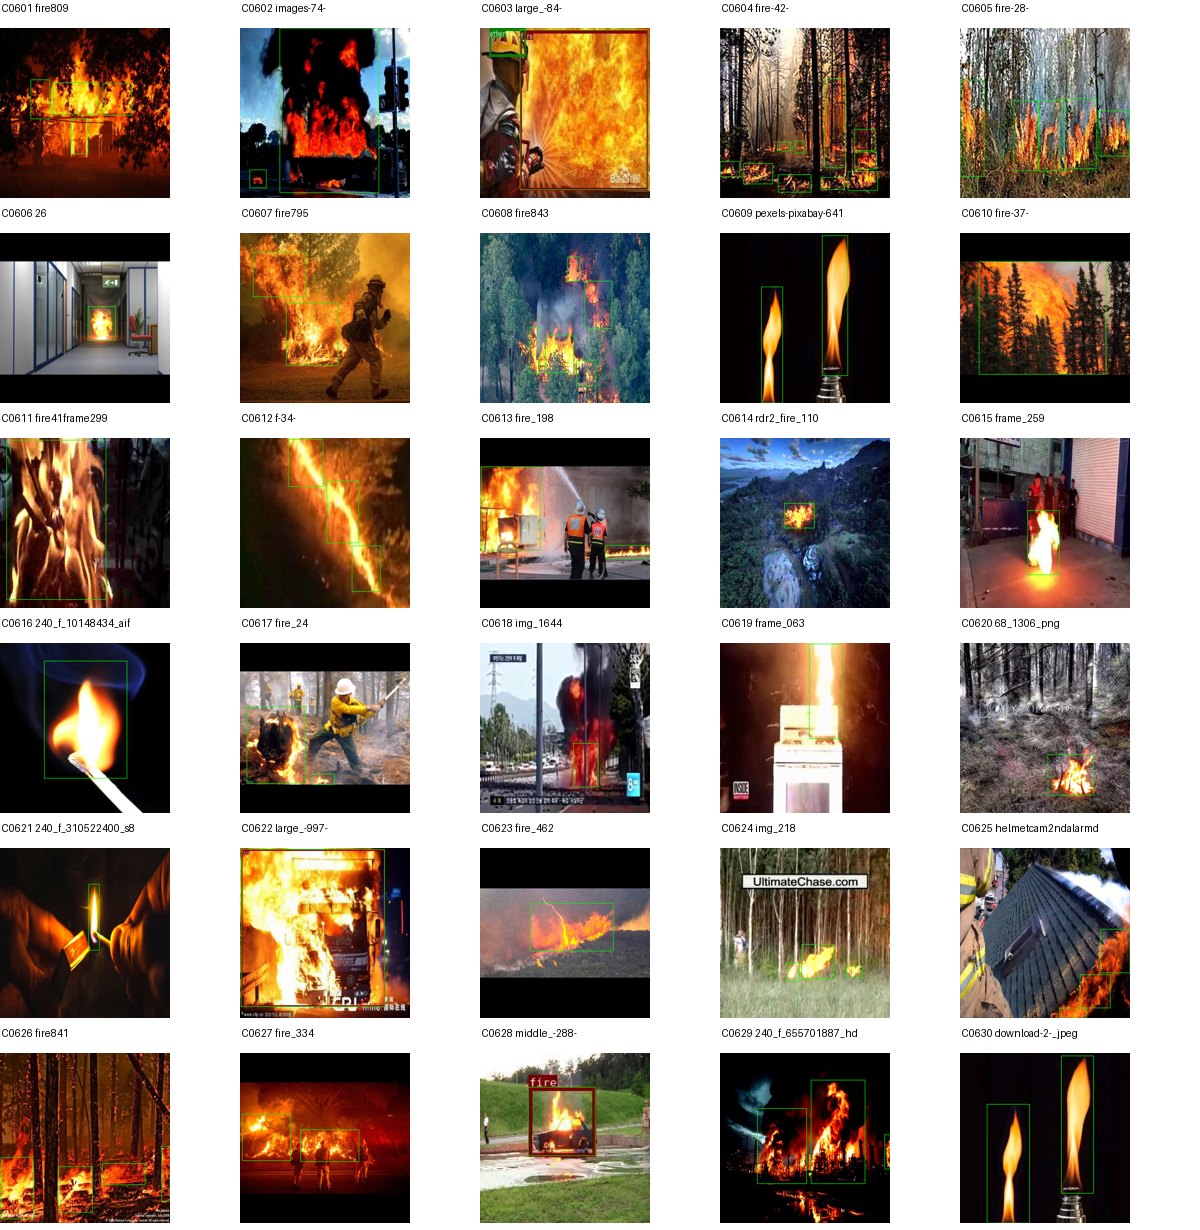 C0601 fire809
C0602 images-74-
C0603 large_-84-
C0604 fire-42-
C0605 fire-28-
other
C0606 26
C0607 fire795
C0608 fire843
C0609 pexels-pixabay-641
C0610 fire-37-
C0611 fire41frame299
C0612 f-34-
C0613 fire_198
C0614 rdr2_fire_110
C0615 frame_259
C0616 240_f_10148434_aif
C0617 fire_24
C0618 img_1644
C0619 frame_063
C0620 68_1306_png
INSIDE
EDITION
C0621 240_f_310522400_s8
C0622 large_-997-
C0623 fire_462
C0624 img_218
C0625 helmetcam2ndalarmd
UltimateChase.com
C0626 fire841
C0627 fire_334
C0628 middle_-288-
C0629 240_f_655701887_hd
C0630 download-2-_jpeg
fire